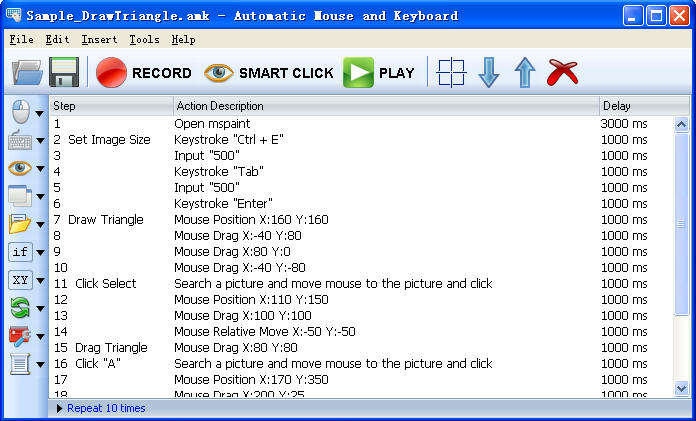 Sample_DrawTriangle.amk - Automatic Mouse and Keyboard
File Edit Insert Tools Help
RECORD SMART CLICK PLAY
Step Action Description Delay
1 Open mspaint 3000 ms
2 Set Image Size Keystroke "Ctrl + E" 1000 ms
3 Input "500" 1000 ms
4 Keystroke "Tab" 1000 ms
5 Input "500" 1000 ms
6 Keystroke "Enter" 1000 ms
7 Draw Triangle Mouse Position X:160 Y:160 1000 ms
8 Mouse Drag X:-40 Y:80 1000 ms
9 Mouse Drag X:80 Y:0 1000 ms
10 Mouse Drag X:-40 Y:-80 1000 ms
11 Click Select Search a picture and move mouse to the picture and click 1000 ms
12 Mouse Position X:110 Y:150 1000 ms
13 Mouse Drag X:100 Y:100 1000 ms
14 Mouse Relative Move X:-50 Y:-50 1000 ms
15 Drag Triangle Mouse Drag X:80 Y:80 1000 ms
16 Click "A" Search a picture and move mouse to the picture and click 1000 ms
17 Mouse Position X:170 Y:350 1000 ms
18 Mouse Drag X:200 Y:25 1000 ms
if
XY
Repeat 10 times